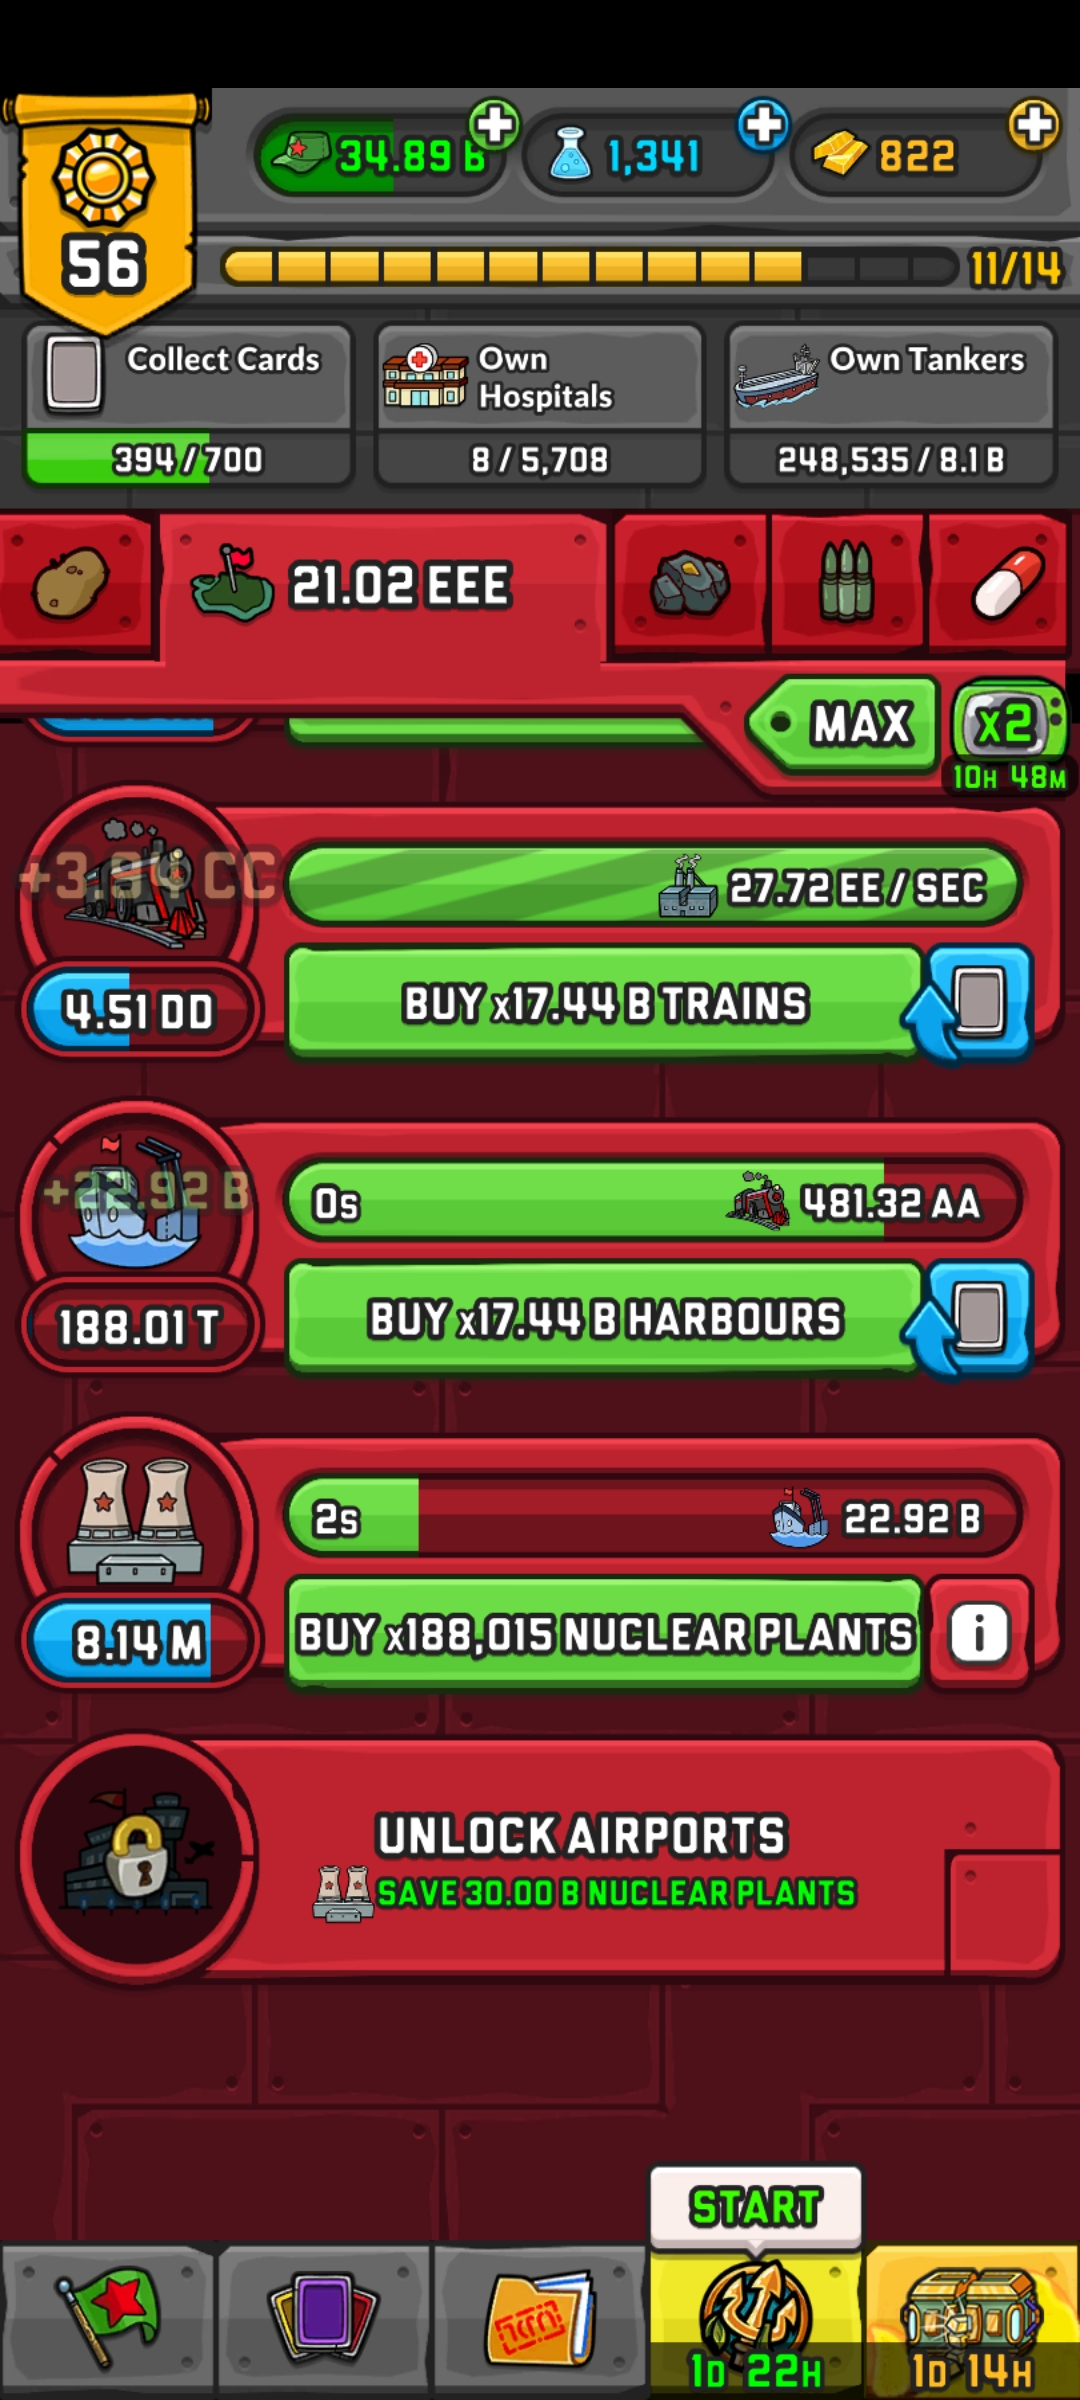 34.89 B
1,341
822
56
11/14
Collect Cards
394/700
Own
Hospitals
8/5,708
Own Tankers
248,535/8.1 B
21.02 EEE
MAX
x2
10H 48M
27.72 EE/SEC
4.51 DD
BUY x17.44 B TRAINS
0s
481.32 AA
+22.92 B
188.01 T
BUY x17.44 B HARBOURS
2s
22.92 B
8.14 M
BUY x188,015 NUCLEAR PLANTS
i
UNLOCK AIRPORTS
SAVE 30.00 B NUCLEAR PLANTS
START
1D 22H
1D 14H